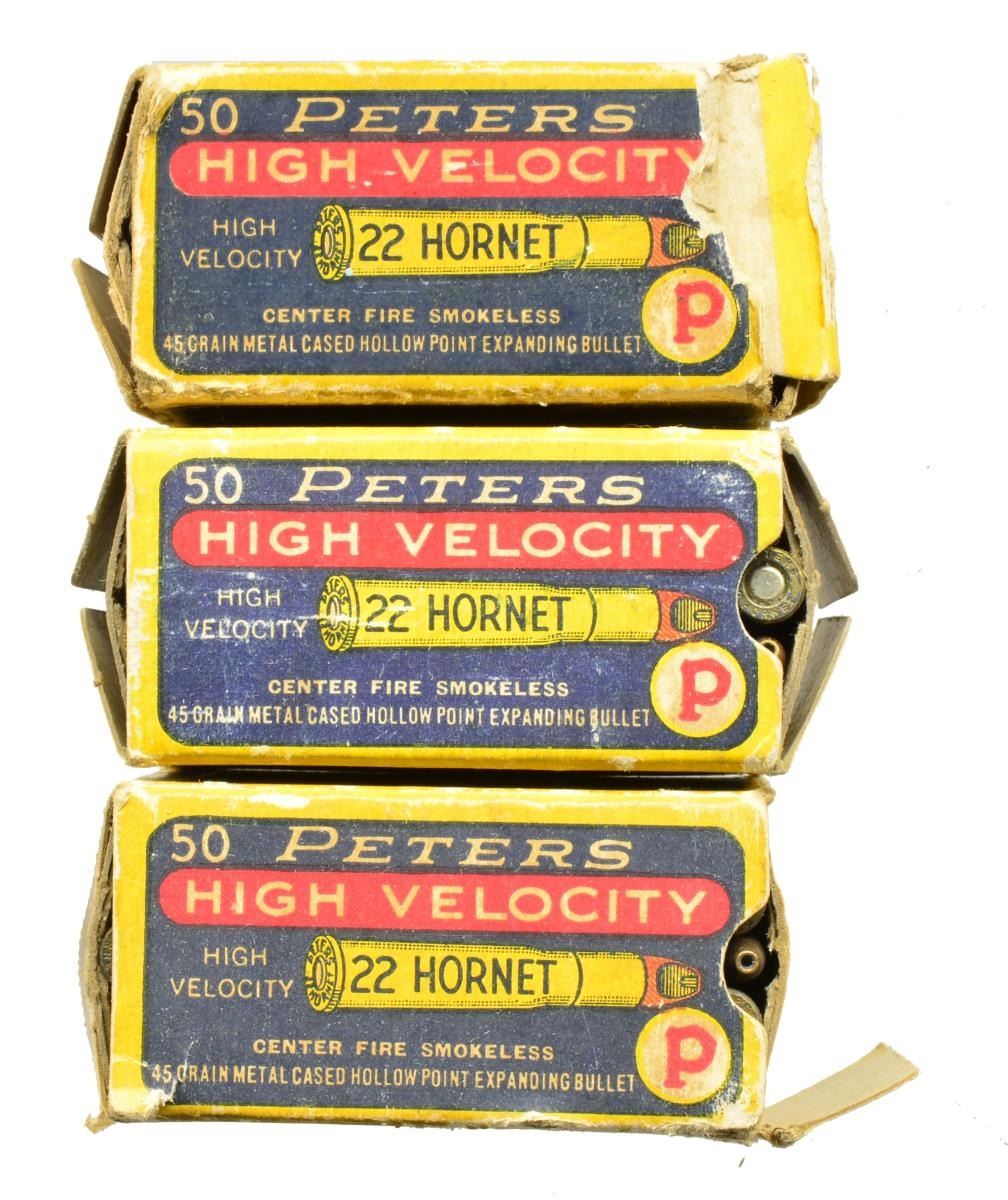 50 PETERS
HIGH VELOCITY
HIGH
VELOCITY
22 HORNET
CENTER FIRE SMOKELESS
45 GRAIN METAL CASED HOLLOW POINT EXPANDING BULLET
P
50 PETERS
HIGH VELOCITY
HIGH
VELOCITY
22 HORNET
CENTER FIRE SMOKELESS
45 GRAIN METAL CASED HOLLOW POINT EXPANDING BULLET
P
50 PETERS
HIGH VELOCITY
HIGH
VELOCITY
22 HORNET
CENTER FIRE SMOKELESS
45 GRAIN METAL CASED HOLLOW POINT EXPANDING BULLET
P